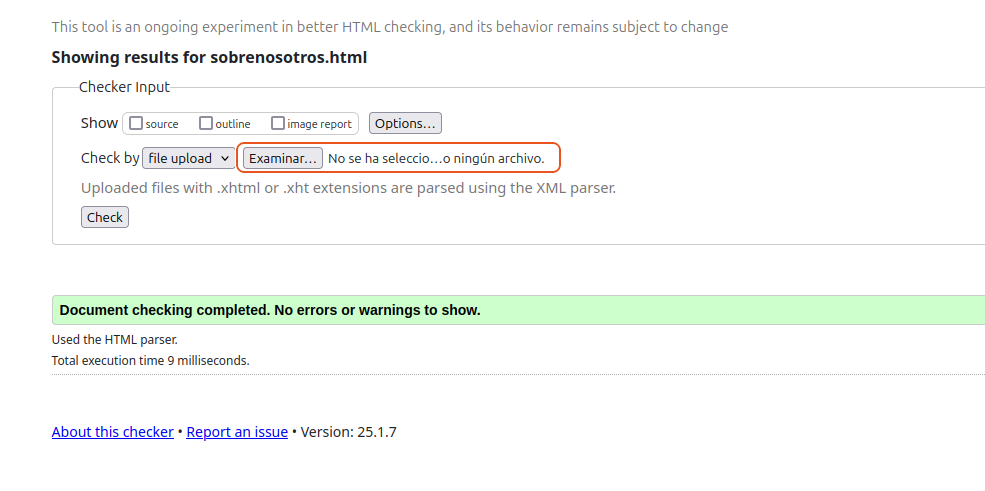 This tool is an ongoing experiment in better HTML checking, and its behavior remains subject to change
Showing results for sobrenosotros.html
Checker Input
Show source outline image report Options...
Check by file upload Examinar... No se ha seleccio...o ningún archivo.
Uploaded files with .xhtml or .xht extensions are parsed using the XML parser.
Check
Document checking completed. No errors or warnings to show.
Used the HTML parser.
Total execution time 9 milliseconds.
About this checker • Report an issue • Version: 25.1.7